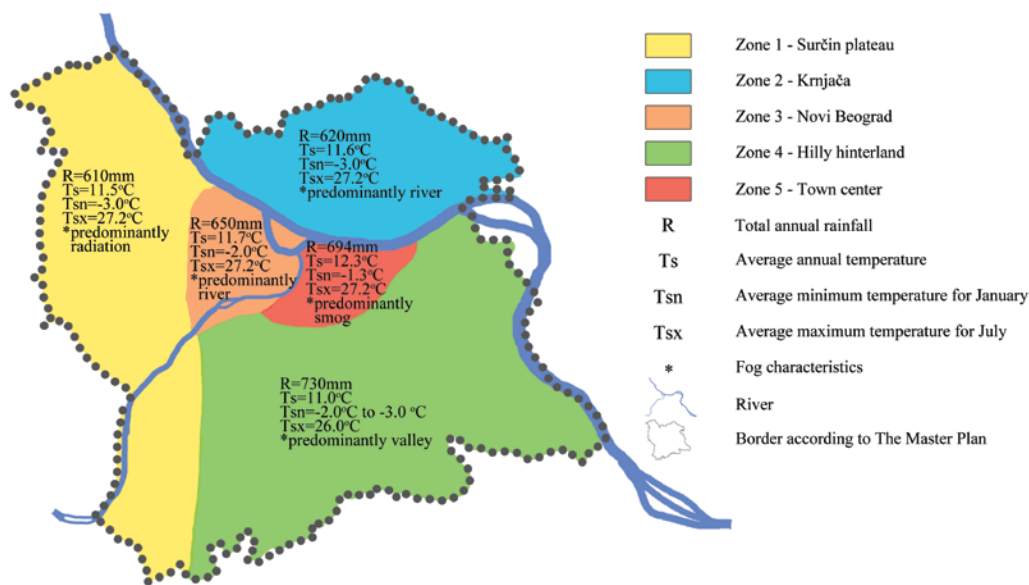 R=610mm
Ts=11.5°C
Tsn=-3.0°C
Tsx=27.2°C
*predominantly
radiation
R=620mm
Ts=11.6°C
Tsn=-3.0°C
Tsx=27.2°C
*predominantly river
R=650mm
Ts=11.7°C
Tsn=-2.0°C
Tsx=27.2°C
*predominantly
river
R=694mm
Ts=12.3°C
Tsn=-1.3°C
Tsx=27.2°C
*predominantly
smog
R=730mm
Ts=11.0°C
Tsn=-2.0°C to -3.0 °C
Tsx=26.0°C
*predominantly valley
Zone 1 - Surčin plateau
Zone 2 - Krnjača
Zone 3 - Novi Beograd
Zone 4 - Hilly hinterland
Zone 5 - Town center
R Total annual rainfall
Ts Average annual temperature
Tsn Average minimum temperature for January
Tsx Average maximum temperature for July
* Fog characteristics
River
Border according to The Master Plan